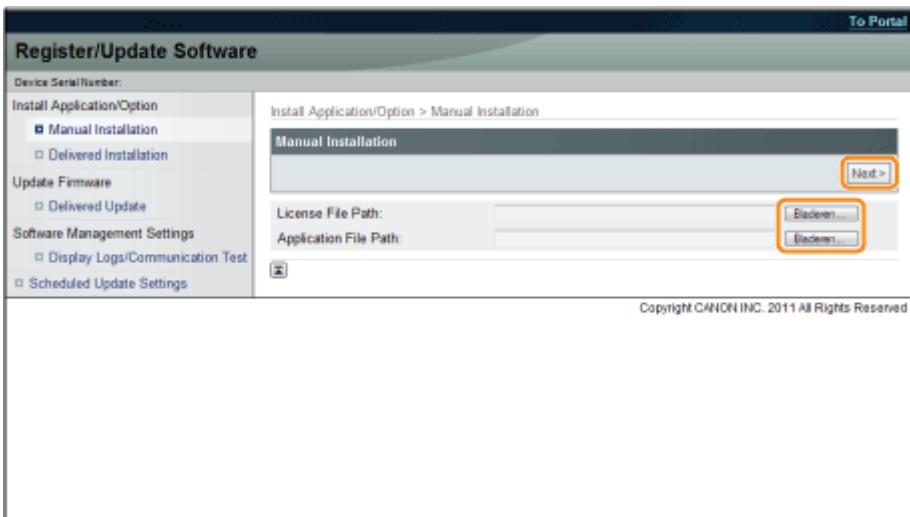 To Portal
Register/Update Software
Device Serial Number:
Install Application/Option
Manual Installation
Delivered Installation
Update Firmware
Delivered Update
Software Management Settings
Display Logs/Communication Test
Scheduled Update Settings
Install Application/Option > Manual Installation
Manual Installation
Next >
License File Path: Bladeren...
Application File Path: Bladeren...
Copyright CANON INC. 2011 All Rights Reserved